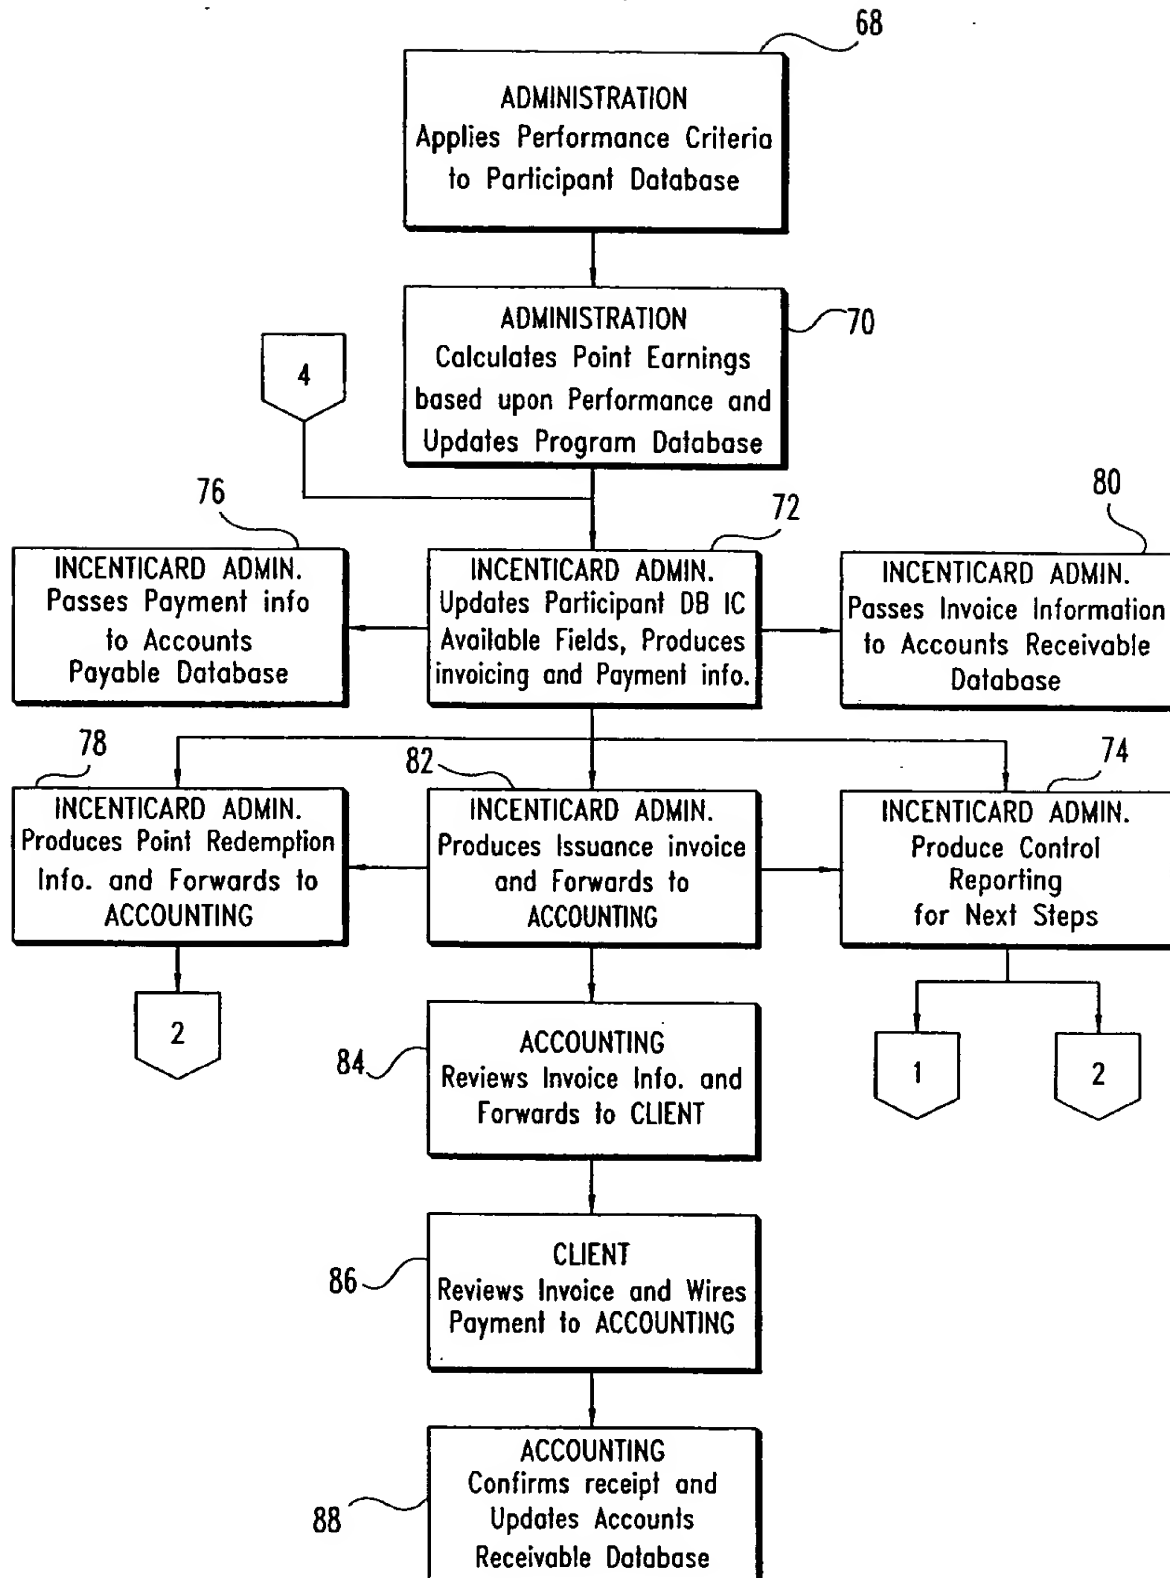 68
ADMINISTRATION
Applies Performance Criteria
to Participant Database
70
ADMINISTRATION
Calculates Point Earnings
based upon Performance and
Updates Program Database
4
76
INCENTICARD ADMIN.
Passes Payment info
to Accounts
Payable Database
72
INCENTICARD ADMIN.
Updates Participant DB IC
Available Fields, Produces
invoicing and Payment info.
80
INCENTICARD ADMIN.
Passes Invoice Information
to Accounts Receivable
Database
78
INCENTICARD ADMIN.
Produces Point Redemption
Info. and Forwards to
ACCOUNTING
82
INCENTICARD ADMIN.
Produces Issuance invoice
and Forwards to
ACCOUNTING
74
INCENTICARD ADMIN.
Produce Control
Reporting
for Next Steps
2
84
ACCOUNTING
Reviews Invoice Info. and
Forwards to CLIENT
1
2
86
CLIENT
Reviews Invoice and Wires
Payment to ACCOUNTING
88
ACCOUNTING
Confirms receipt and
Updates Accounts
Receivable Database